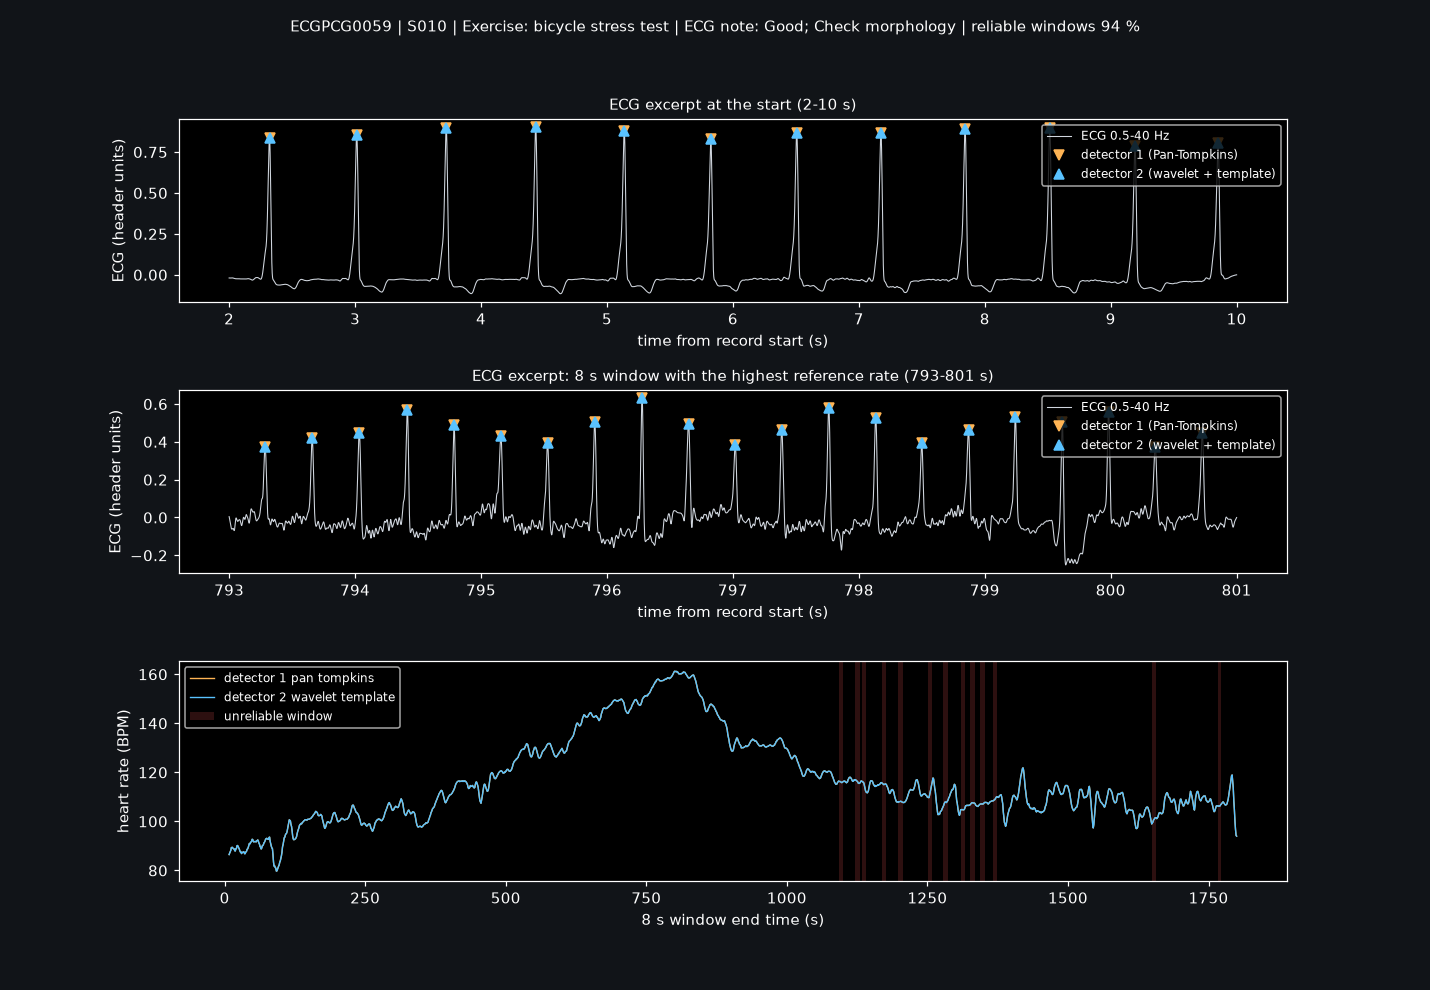 ECGPCG0059 | S010 | Exercise: bicycle stress test | ECG note: Good; Check morphology | reliable windows 94 %
ECG excerpt at the start (2-10 s)
ECG (header units)
0.75
0.50
0.25
0.00
ECG 0.5-40 Hz
detector 1 (Pan-Tompkins)
detector 2 (wavelet + template)
2 3 4 5 6 7 8 9 10
time from record start (s)
ECG excerpt: 8 s window with the highest reference rate (793-801 s)
ECG (header units)
0.6
0.4
0.2
0.0
−0.2
ECG 0.5-40 Hz
detector 1 (Pan-Tompkins)
detector 2 (wavelet + template)
793 794 795 796 797 798 799 800 801
time from record start (s)
heart rate (BPM)
160
140
120
100
80
detector 1 pan tompkins
detector 2 wavelet template
unreliable window
0 250 500 750 1000 1250 1500 1750
8 s window end time (s)